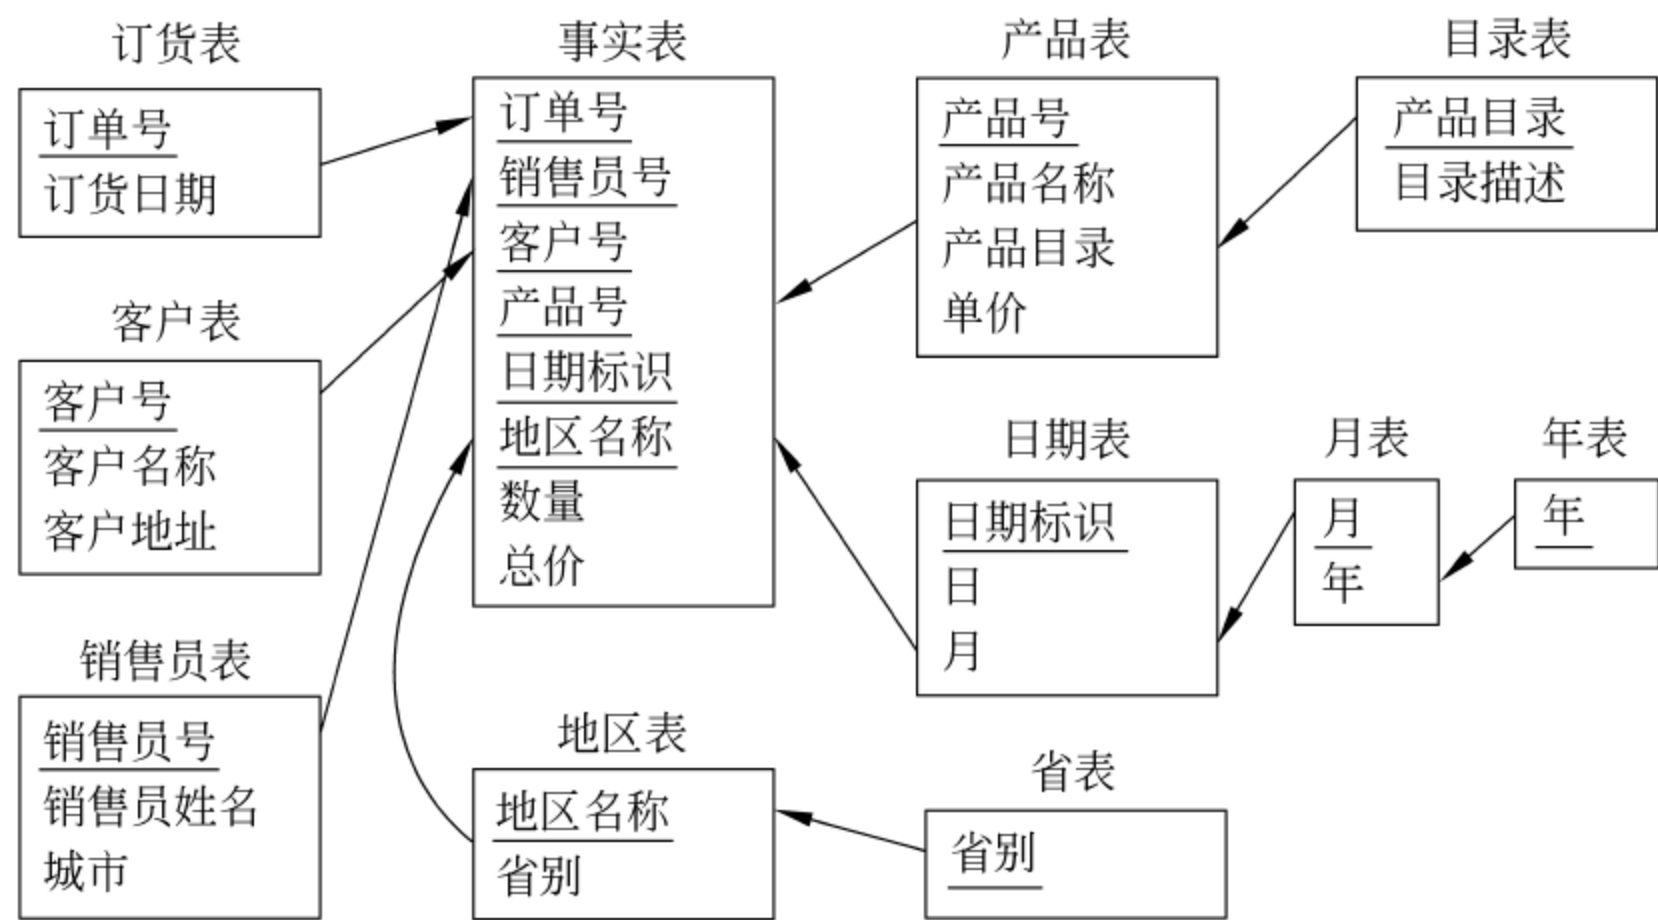 订货表
订单号
订货日期
客户表
客户号
客户名称
客户地址
销售员表
销售员号
销售员姓名
城市
事实表
订单号
销售员号
客户号
产品号
日期标识
地区名称
数量
总价
地区表
地区名称
省别
产品表
产品号
产品名称
产品目录
单价
目录表
产品目录
目录描述
日期表
日期标识
日
月
月表
月
年
年表
年
省表
省别